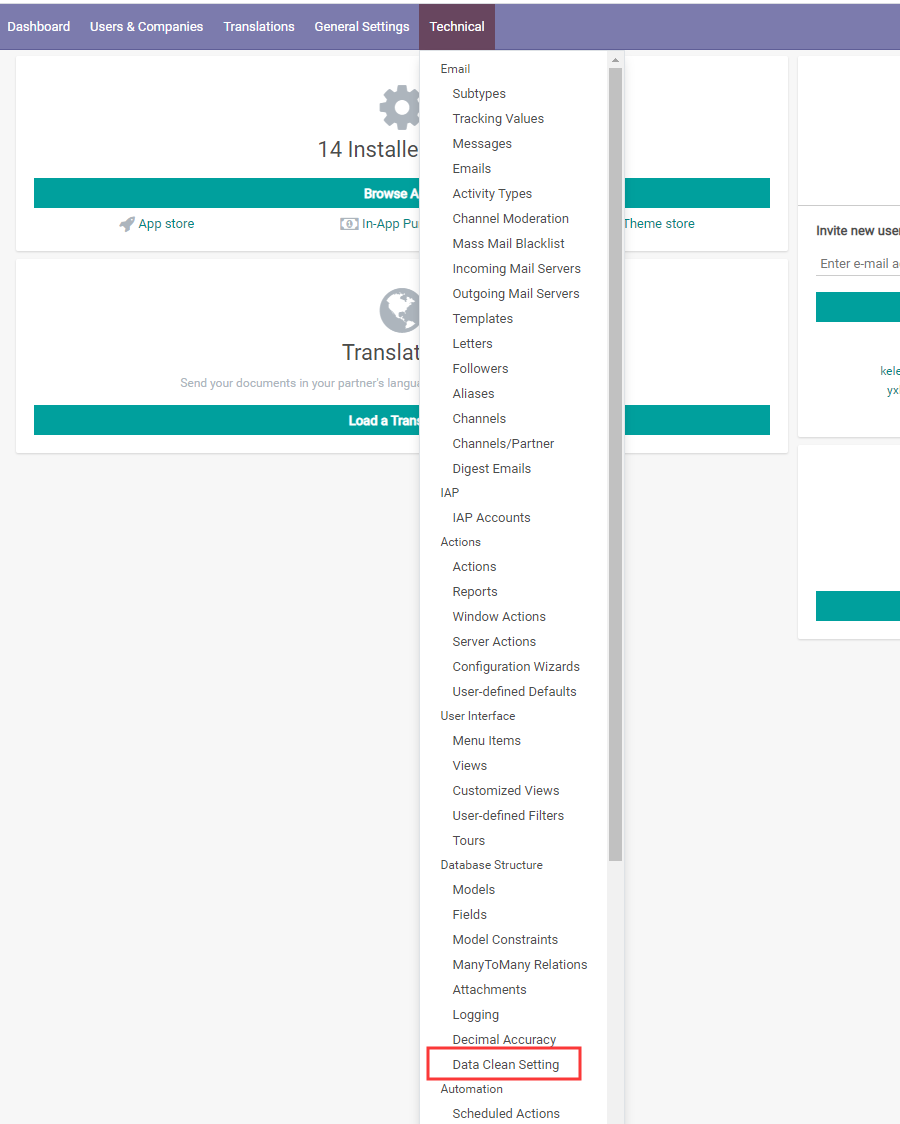 Dashboard Users & Companies Translations General Settings Technical
14 Installe
Browse A
App store In-App Pu Theme store
Translat
Send your documents in your partner's langua
Load a Trans
Email
Subtypes
Tracking Values
Messages
Emails
Activity Types
Channel Moderation
Mass Mail Blacklist
Incoming Mail Servers
Outgoing Mail Servers
Templates
Letters
Followers
Aliases
Channels
Channels/Partner
Digest Emails
IAP
IAP Accounts
Actions
Actions
Reports
Window Actions
Server Actions
Configuration Wizards
User-defined Defaults
User Interface
Menu Items
Views
Customized Views
User-defined Filters
Tours
Database Structure
Models
Fields
Model Constraints
ManyToMany Relations
Attachments
Logging
Decimal Accuracy
Data Clean Setting
Automation
Scheduled Actions
Invite new user
Enter e-mail a
kele
yx